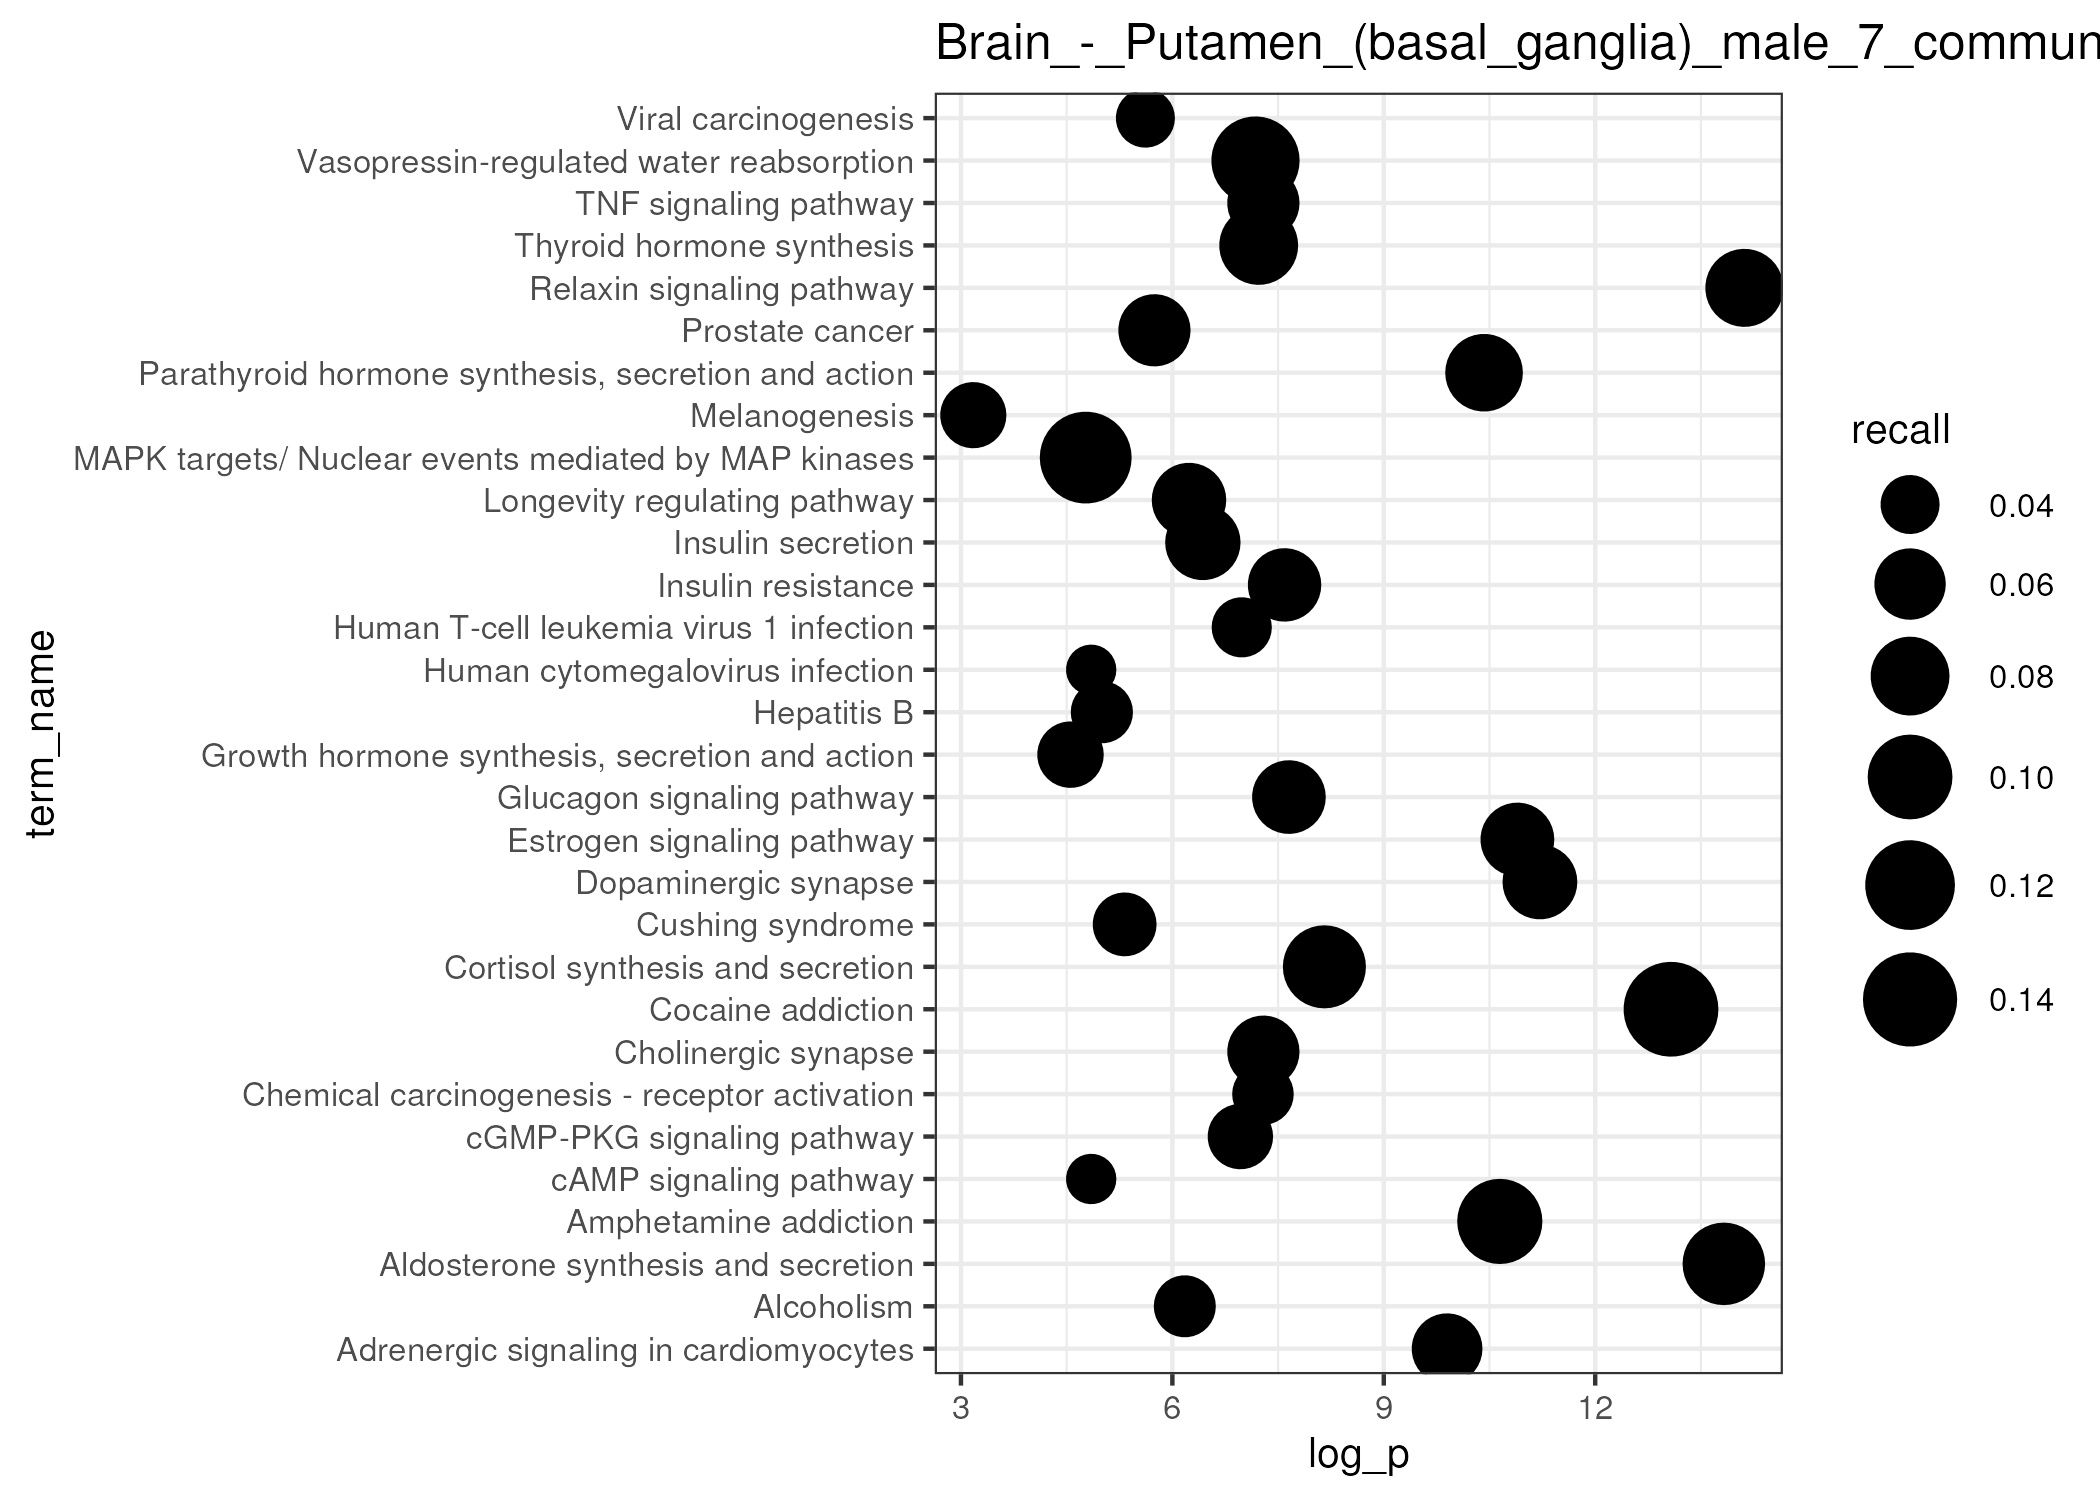 Brain_-_Putamen_(basal_ganglia)_male_7_commun
Viral carcinogenesis
Vasopressin-regulated water reabsorption
TNF signaling pathway
Thyroid hormone synthesis
Relaxin signaling pathway
Prostate cancer
Parathyroid hormone synthesis, secretion and action
Melanogenesis
MAPK targets/ Nuclear events mediated by MAP kinases
Longevity regulating pathway
Insulin secretion
Insulin resistance
Human T-cell leukemia virus 1 infection
Human cytomegalovirus infection
Hepatitis B
Growth hormone synthesis, secretion and action
Glucagon signaling pathway
Estrogen signaling pathway
Dopaminergic synapse
Cushing syndrome
Cortisol synthesis and secretion
Cocaine addiction
Cholinergic synapse
Chemical carcinogenesis - receptor activation
cGMP-PKG signaling pathway
cAMP signaling pathway
Amphetamine addiction
Aldosterone synthesis and secretion
Alcoholism
Adrenergic signaling in cardiomyocytes
term_name
3 6 9 12
log_p
recall
0.04
0.06
0.08
0.10
0.12
0.14